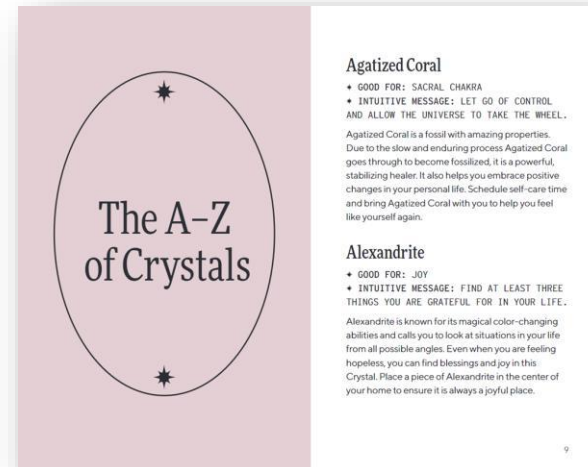 The A–Z
of Crystals
Agatized Coral
✦ GOOD FOR: SACRAL CHAKRA
✦ INTUITIVE MESSAGE: LET GO OF CONTROL
AND ALLOW THE UNIVERSE TO TAKE THE WHEEL.
Agatized Coral is a fossil with amazing properties.
Due to the slow and enduring process Agatized Coral
goes through to become fossilized, it is a powerful,
stabilizing healer. It also helps you embrace positive
changes in your personal life. Schedule self-care time
and bring Agatized Coral with you to help you feel
like yourself again.
Alexandrite
✦ GOOD FOR: JOY
✦ INTUITIVE MESSAGE: FIND AT LEAST THREE
THINGS YOU ARE GRATEFUL FOR IN YOUR LIFE.
Alexandrite is known for its magical color-changing
abilities and calls you to look at situations in your life
from all possible angles. Even when you are feeling
hopeless, you can find blessings and joy in this
Crystal. Place a piece of Alexandrite in the center of
your home to ensure it is always a joyful place.
9